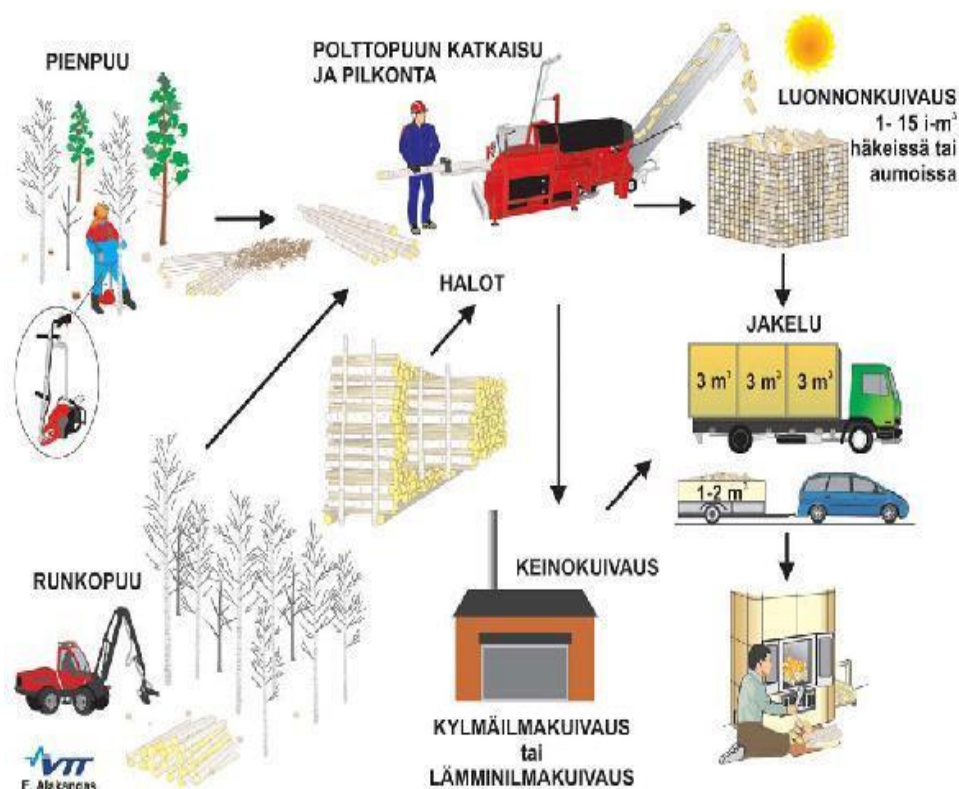 PIENPUU
POLTTOPUUN KATKAISU
JA PILKONTA
LUONNONKUIVAUS
1- 15 i-m³
häkeissä tai
aumoissa
HALOT
JAKELU
3 m³ 3 m³ 3 m³
1-2 m³
KEINOKUIVAUS
RUNKOPUU
KYLMÄILMAKUIVAUS
tai
LÄMMINILMAKUIVAUS
VTT
E. Alakangas